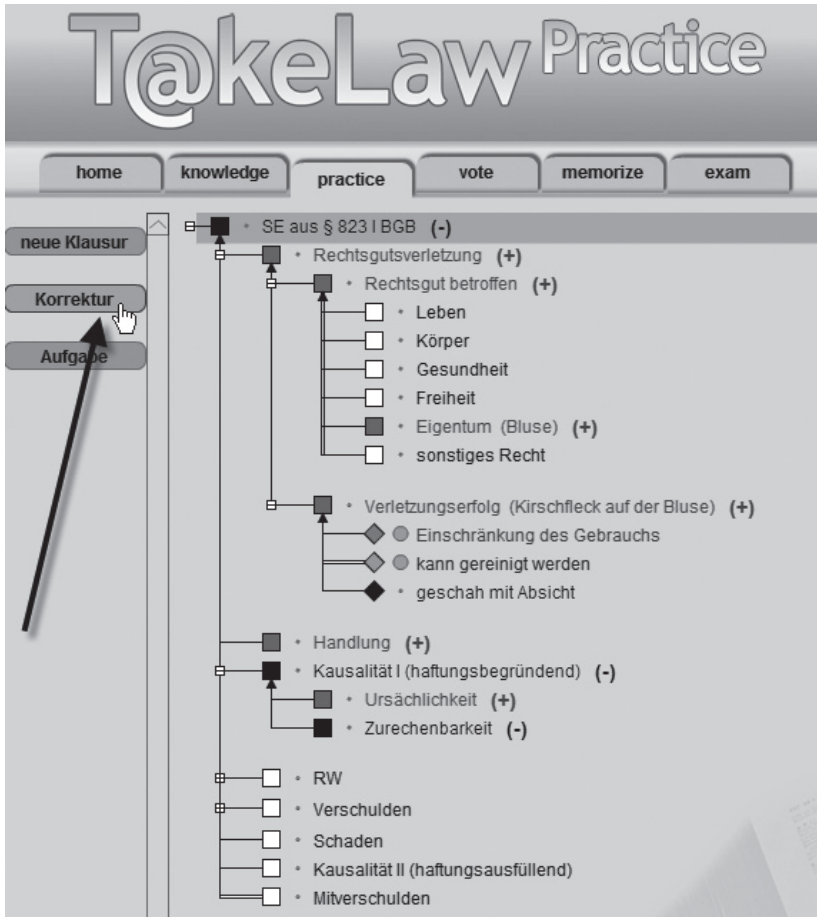 T@keLaw Practice
home knowledge practice vote memorize exam
neue Klausur
Korrektur
Aufgabe
SE aus § 823 I BGB (-)
Rechtsgutsverletzung (+)
Rechtsgut betroffen (+)
Leben
Körper
Gesundheit
Freiheit
Eigentum (Bluse) (+)
sonstiges Recht
Verletzungserfolg (Kirschfleck auf der Bluse) (+)
Einschränkung des Gebrauchs
kann gereinigt werden
geschah mit Absicht
Handlung (+)
Kausalität I (haftungsbegründend) (-)
Ursächlichkeit (+)
Zurechenbarkeit (-)
RW
Verschulden
Schaden
Kausalität II (haftungsausfüllend)
Mitverschulden